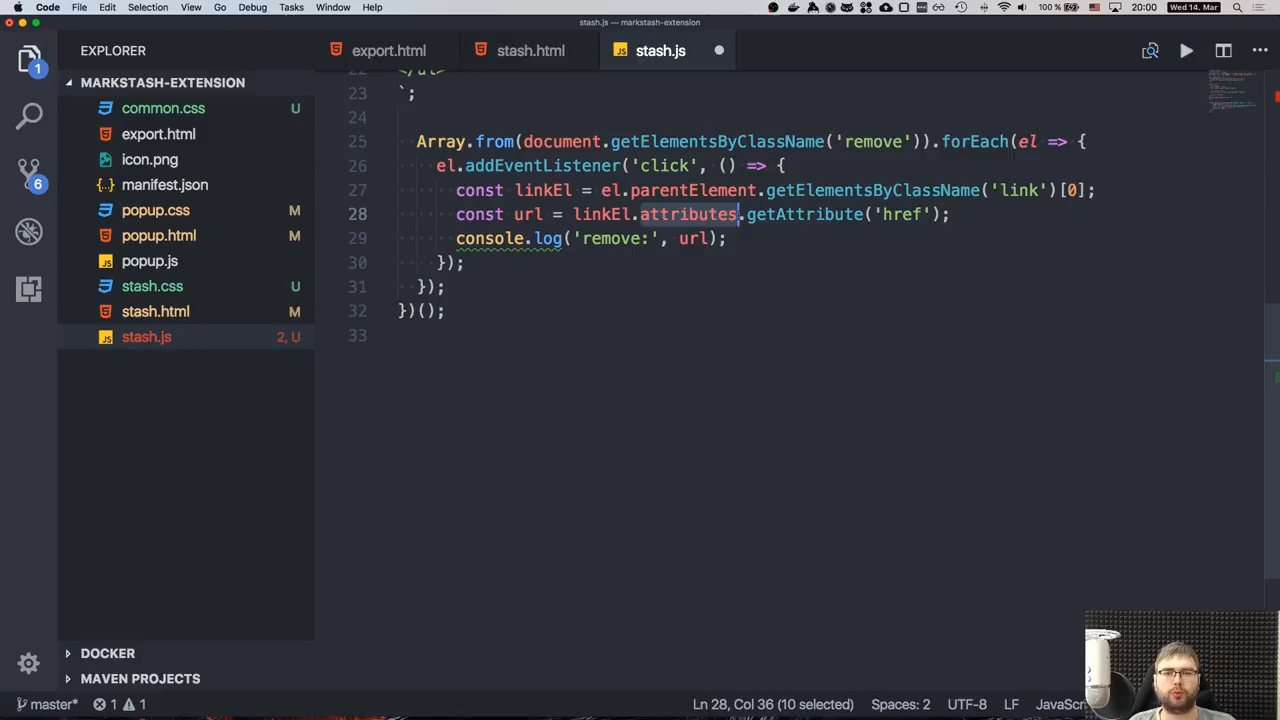 Code File Edit Selection View Go Debug Tasks Window Help 100 % Wed 14. Mar 20:00
stash.js — markstash-extension
EXPLORER
export.html
stash.html
stash.js
MARKSTASH-EXTENSION
common.css U
export.html
icon.png
manifest.json
popup.css M
popup.html M
popup.js
stash.css U
stash.html M
stash.js 2, U
DOCKER
MAVEN PROJECTS
1
6
22 </ul>
23 `;
24
25 Array.from(document.getElementsByClassName('remove')).forEach(el => {
26 el.addEventListener('click', () => {
27 const linkEl = el.parentElement.getElementsByClassName('link')[0];
28 const url = linkEl.attributes.getAttribute('href');
29 console.log('remove:', url);
30 });
31 });
32 })();
33
master* 1 1 Ln 28, Col 36 (10 selected) Spaces: 2 UTF-8 LF JavaScr